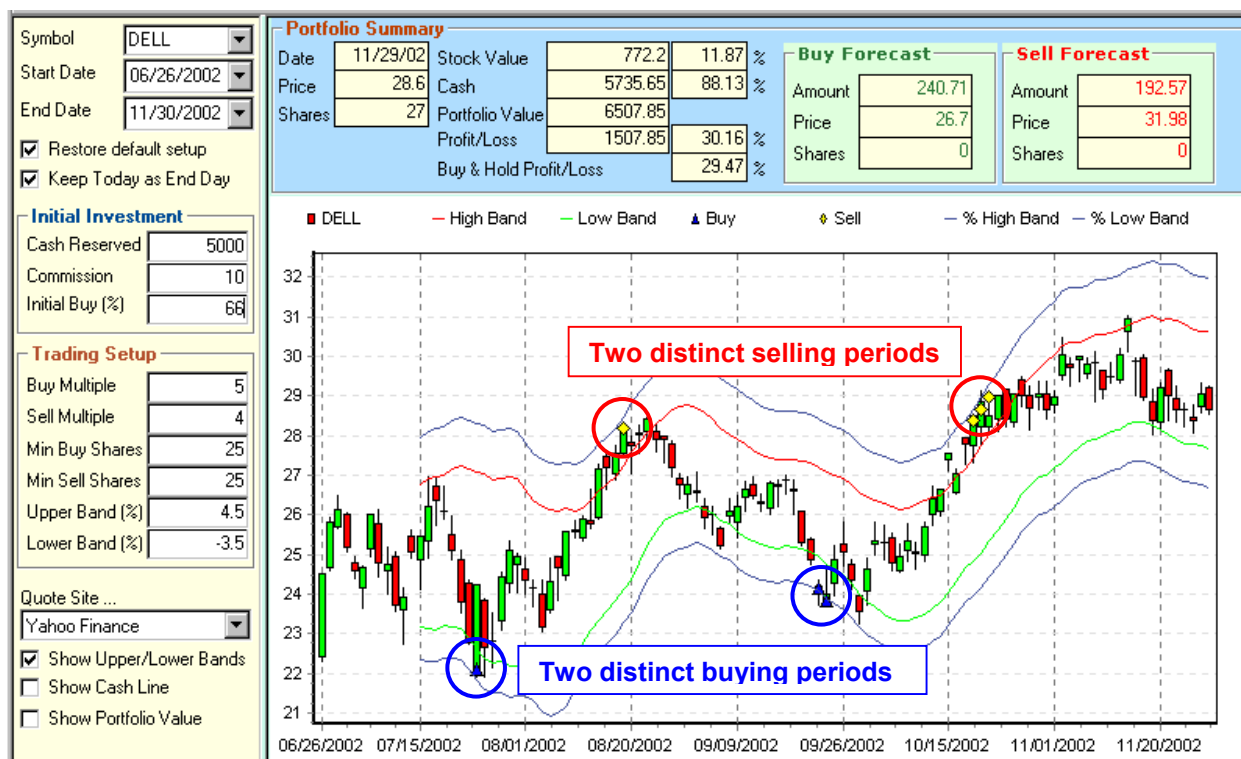 Symbol DELL
Start Date 06/26/2002
End Date 11/30/2002
Restore default setup
Keep Today as End Day
Initial Investment
Cash Reserved 5000
Commission 10
Initial Buy (%) 66
Trading Setup
Buy Multiple 5
Sell Multiple 4
Min Buy Shares 25
Min Sell Shares 25
Upper Band (%) 4.5
Lower Band (%) -3.5
Quote Site ...
Yahoo Finance
Show Upper/Lower Bands
Show Cash Line
Show Portfolio Value
Portfolio Summary
Date 11/29/02 Stock Value 772.2 11.87 %
Price 28.6 Cash 5735.65 88.13 %
Shares 27 Portfolio Value 6507.85
Profit/Loss 1507.85 30.16 %
Buy & Hold Profit/Loss 29.47 %
Buy Forecast
Amount 240.71
Price 26.7
Shares 0
Sell Forecast
Amount 192.57
Price 31.98
Shares 0
DELL High Band Low Band Buy Sell % High Band % Low Band
32
31
30
29
28
27
26
25
24
23
22
21
Two distinct selling periods
Two distinct buying periods
06/26/2002 07/15/2002 08/01/2002 08/20/2002 09/09/2002 09/26/2002 10/15/2002 11/01/2002 11/20/2002